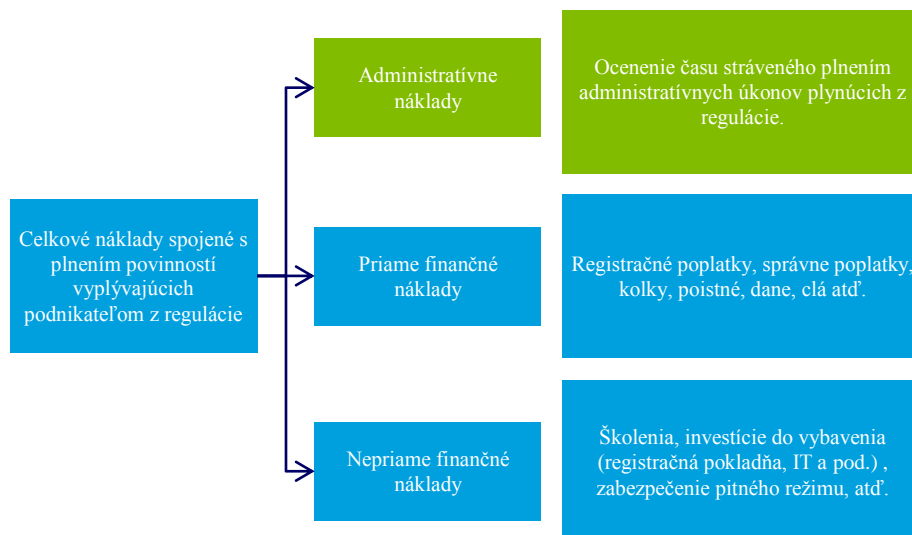 Celkové náklady spojené s
plnením povinností
vyplývajúcich
podnikateľom z regulácie
Administratívne
náklady
Ocenenie času stráveného plnením
administratívnych úkonov plynúcich z
regulácie.
Priame finančné
náklady
Registračné poplatky, správne poplatky,
kolky, poistné, dane, clá atď.
Nepriame finančné
náklady
Školenia, investície do vybavenia
(registračná pokladňa, IT a pod.) ,
zabezpečenie pitného režimu, atď.